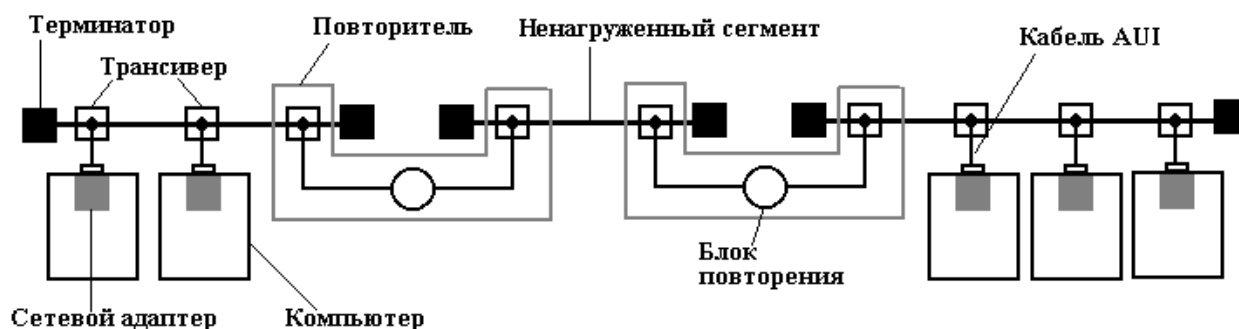 Терминатор
Повторитель
Ненагруженный сегмент
Кабель AUI
Трансивер
Блок
повторения
Сетевой адаптер
Компьютер